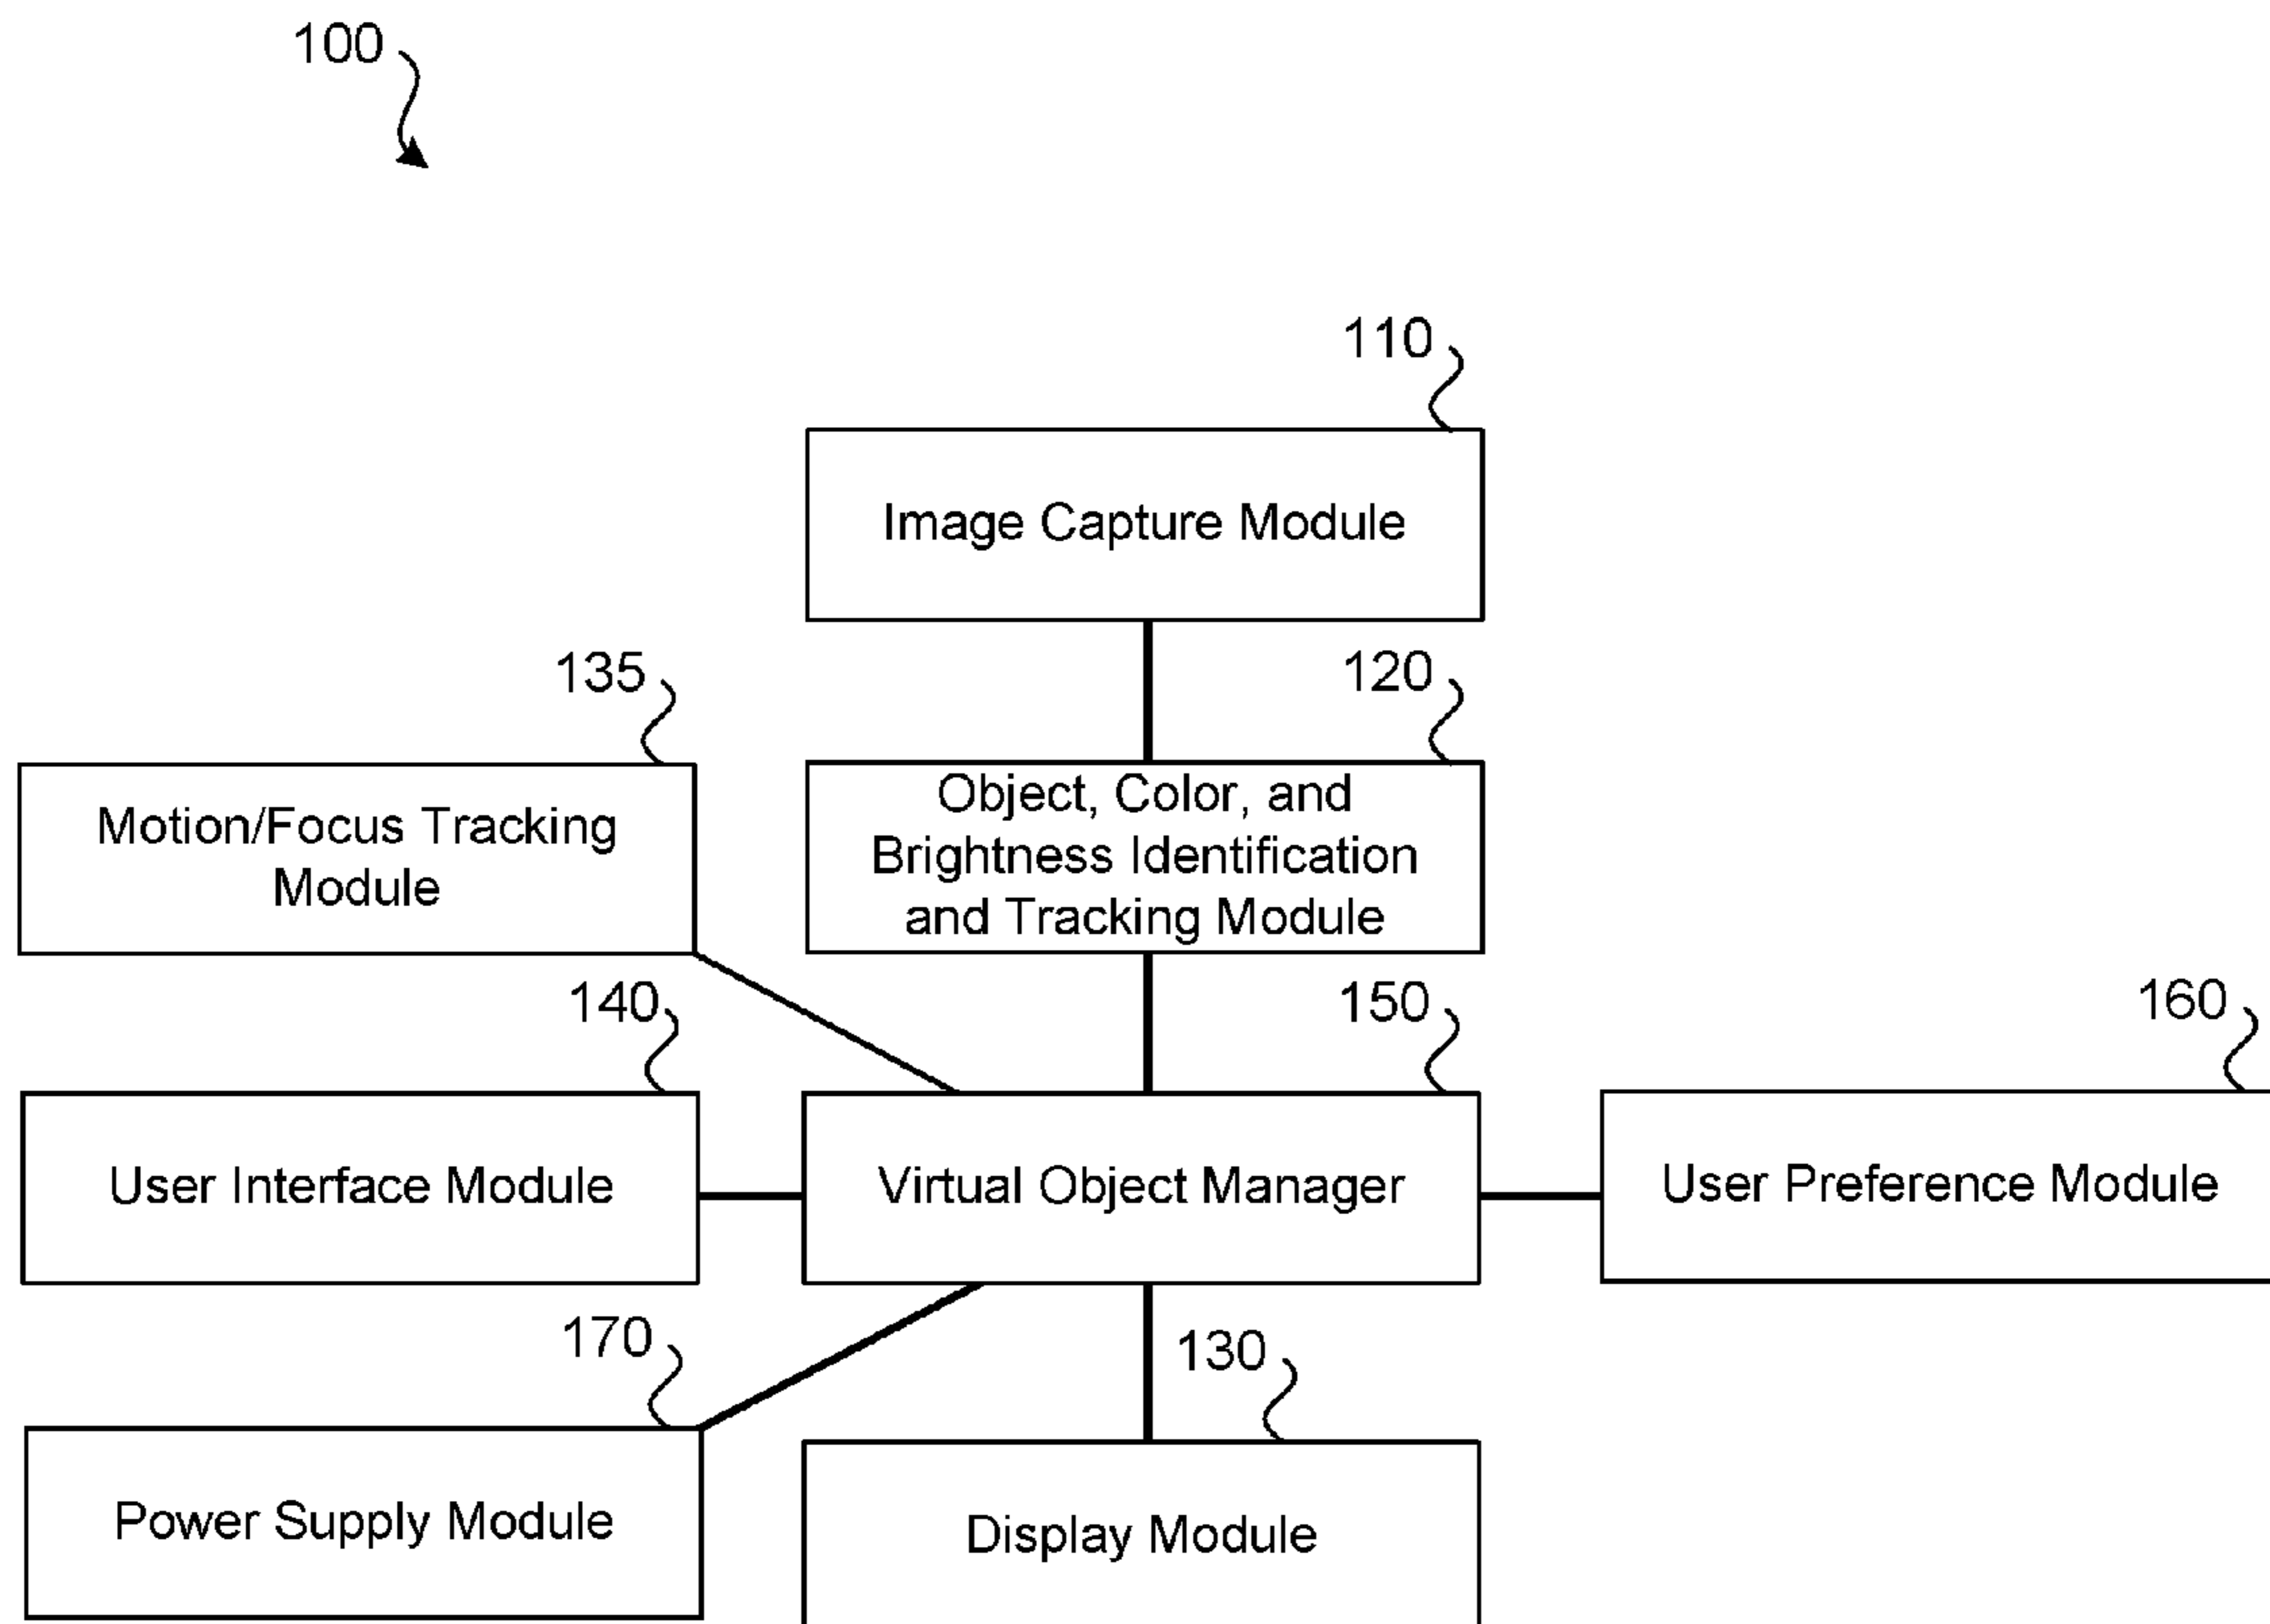 100
110
Image Capture Module
135
120
Motion/Focus Tracking
Module
Object, Color, and
Brightness Identification
and Tracking Module
140
150
160
User Interface Module
Virtual Object Manager
User Preference Module
170
130
Power Supply Module
Display Module